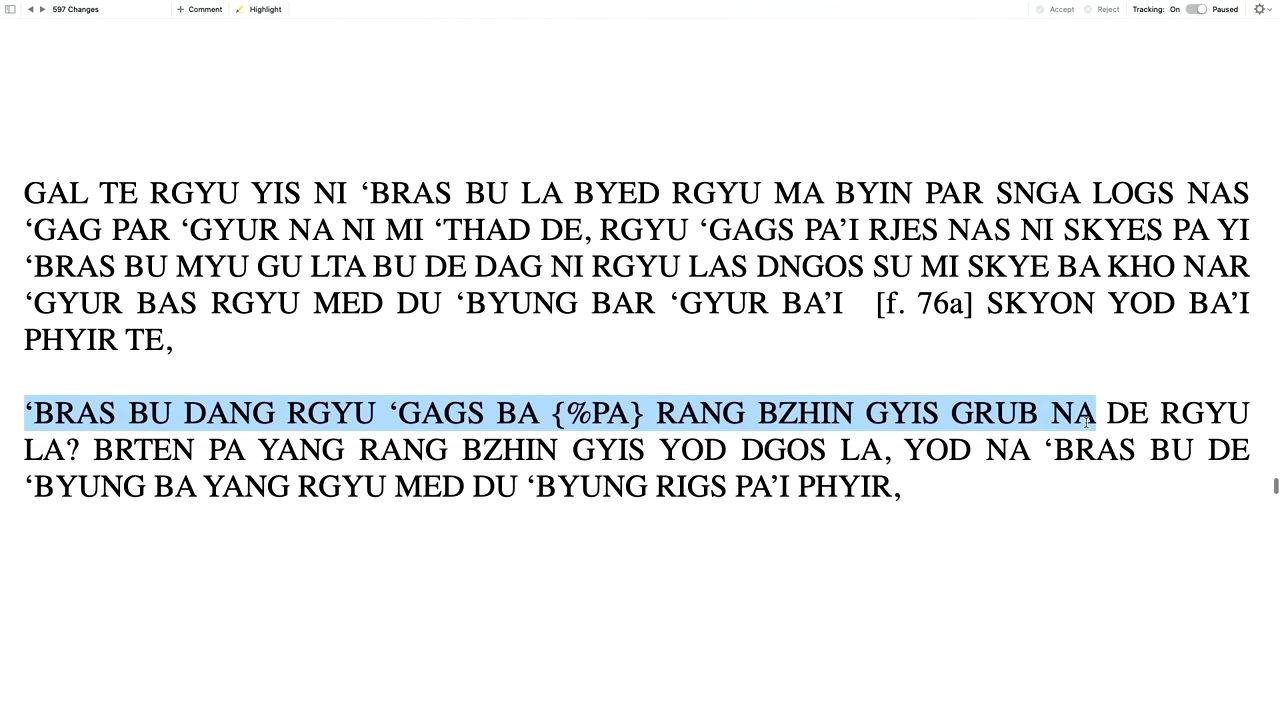 597 Changes
Comment
Highlight
Accept
Reject
Tracking: On
Paused
GAL TE RGYU YIS NI ‘BRAS BU LA BYED RGYU MA BYIN PAR SNGA LOGS NAS
‘GAG PAR ‘GYUR NA NI MI ‘THAD DE, RGYU ‘GAGS PA’I RJES NAS NI SKYES PA YI
‘BRAS BU MYU GU LTA BU DE DAG NI RGYU LAS DNGOS SU MI SKYE BA KHO NAR
‘GYUR BAS RGYU MED DU ‘BYUNG BAR ‘GYUR BA’I [f. 76a] SKYON YOD BA’I
PHYIR TE,
‘BRAS BU DANG RGYU ‘GAGS BA {%PA} RANG BZHIN GYIS GRUB NA DE RGYU
LA? BRTEN PA YANG RANG BZHIN GYIS YOD DGOS LA, YOD NA ‘BRAS BU DE
‘BYUNG BA YANG RGYU MED DU ‘BYUNG RIGS PA’I PHYIR,